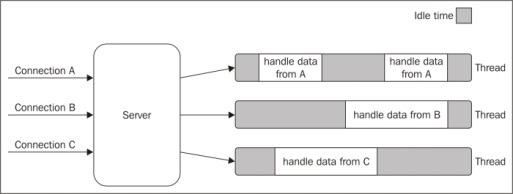 Idle time
Connection A
Connection B
Connection C
Server
handle data
from A
handle data
from A
Thread
handle data from B
Thread
handle data from C
Thread